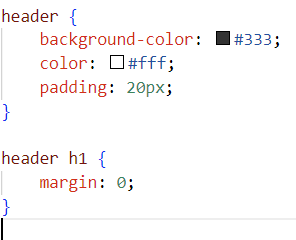 header {
    background-color: #333;
    color: #fff;
    padding: 20px;
}

header h1 {
    margin: 0;
}